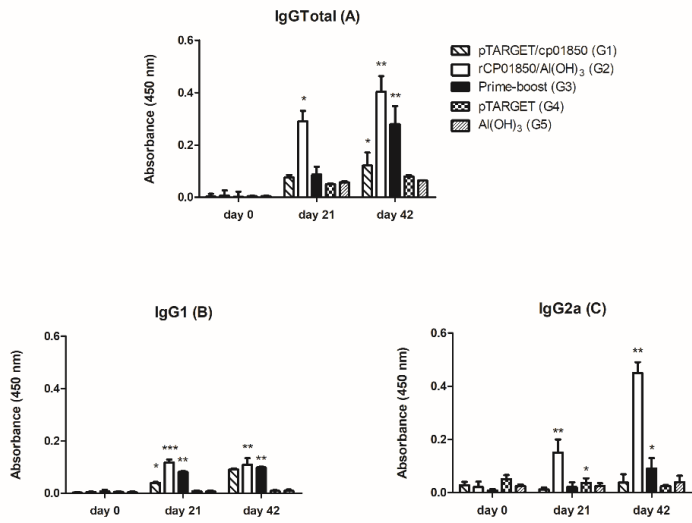 IgGTotal (A)
Absorbance (450 nm)
0.6
0.4
0.2
0.0
* ** ** *
day 0 day 21 day 42
pTARGET/cp01850 (G1)
rCP01850/Al(OH)3 (G2)
Prime-boost (G3)
pTARGET (G4)
Al(OH)3 (G5)
IgG1 (B)
Absorbance (450 nm)
0.6
0.4
0.2
0.0
* *** ** ** **
day 0 day 21 day 42
IgG2a (C)
Absorbance (450 nm)
0.6
0.4
0.2
0.0
** * ** *
day 0 day 21 day 42